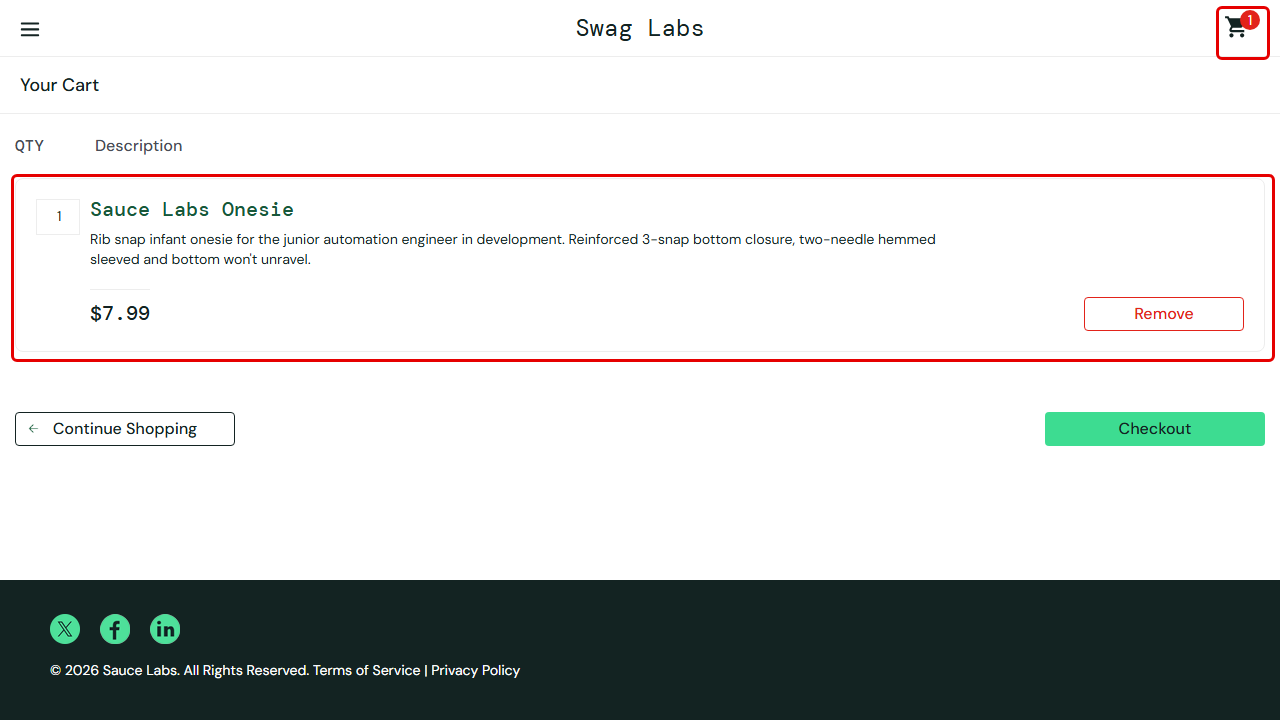 Swag Labs
1
Your Cart
QTY Description
1
Sauce Labs Onesie
Rib snap infant onesie for the junior automation engineer in development. Reinforced 3-snap bottom closure, two-needle hemmed
sleeved and bottom won't unravel.
$7.99
Remove
Continue Shopping
Checkout
© 2026 Sauce Labs. All Rights Reserved. Terms of Service | Privacy Policy